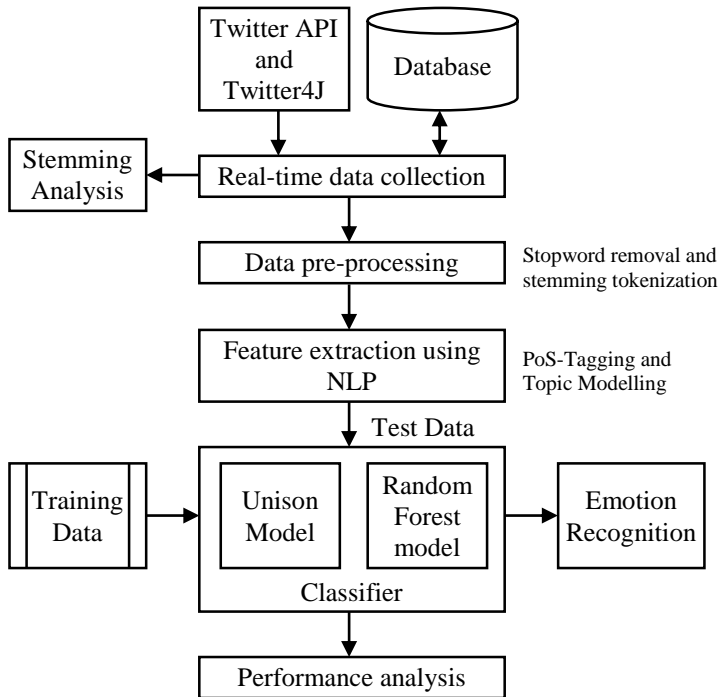 Twitter API
and
Twitter4J
Database
Stemming
Analysis
Real-time data collection
Data pre-processing
Stopword removal and
stemming tokenization
Feature extraction using
NLP
PoS-Tagging and
Topic Modelling
Test Data
Training
Data
Unison
Model
Random
Forest
model
Emotion
Recognition
Classifier
Performance analysis